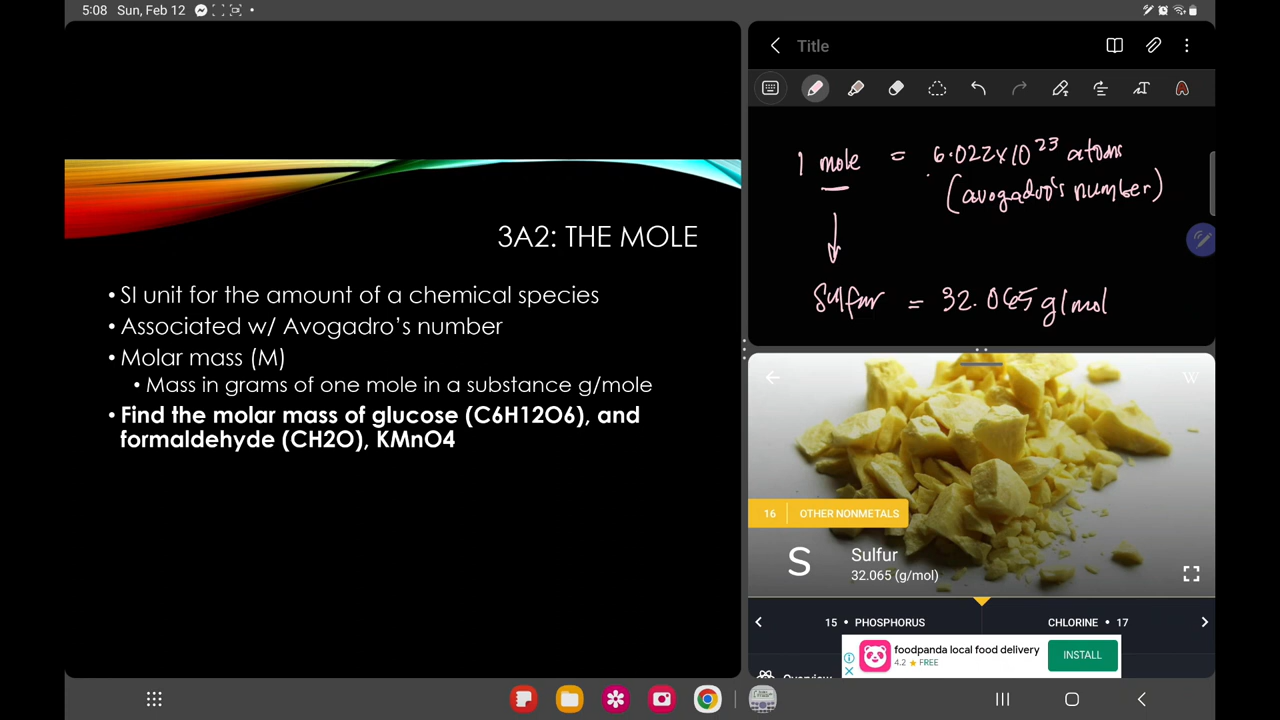 5:08 Sun, Feb 12
3A2: THE MOLE
• SI unit for the amount of a chemical species
• Associated w/ Avogadro's number
• Molar mass (M)
• Mass in grams of one mole in a substance g/mole
• Find the molar mass of glucose (C6H12O6), and
formaldehyde (CH2O), KMnO4
Title
1 mole = 6.022x10^23 atoms
(avogadro's number)
Sulfur = 32.065 g/mol
W
16 OTHER NONMETALS
S Sulfur
32.065 (g/mol)
15 • PHOSPHORUS CHLORINE • 17
foodpanda local food delivery
4.2 ★ FREE
INSTALL
Overview